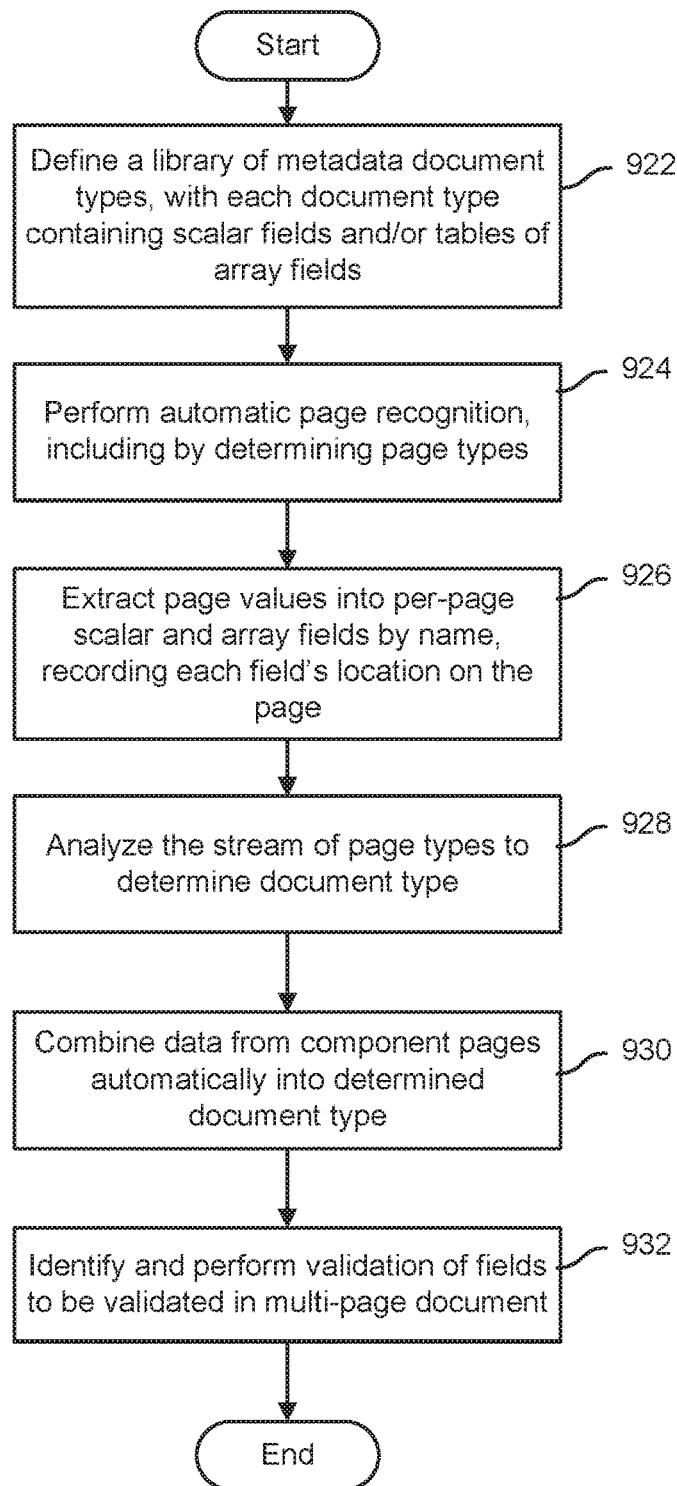 Start
Define a library of metadata document
types, with each document type
containing scalar fields and/or tables of
array fields
922
Perform automatic page recognition,
including by determining page types
924
Extract page values into per-page
scalar and array fields by name,
recording each field's location on the
page
926
Analyze the stream of page types to
determine document type
928
Combine data from component pages
automatically into determined
document type
930
Identify and perform validation of fields
to be validated in multi-page document
932
End